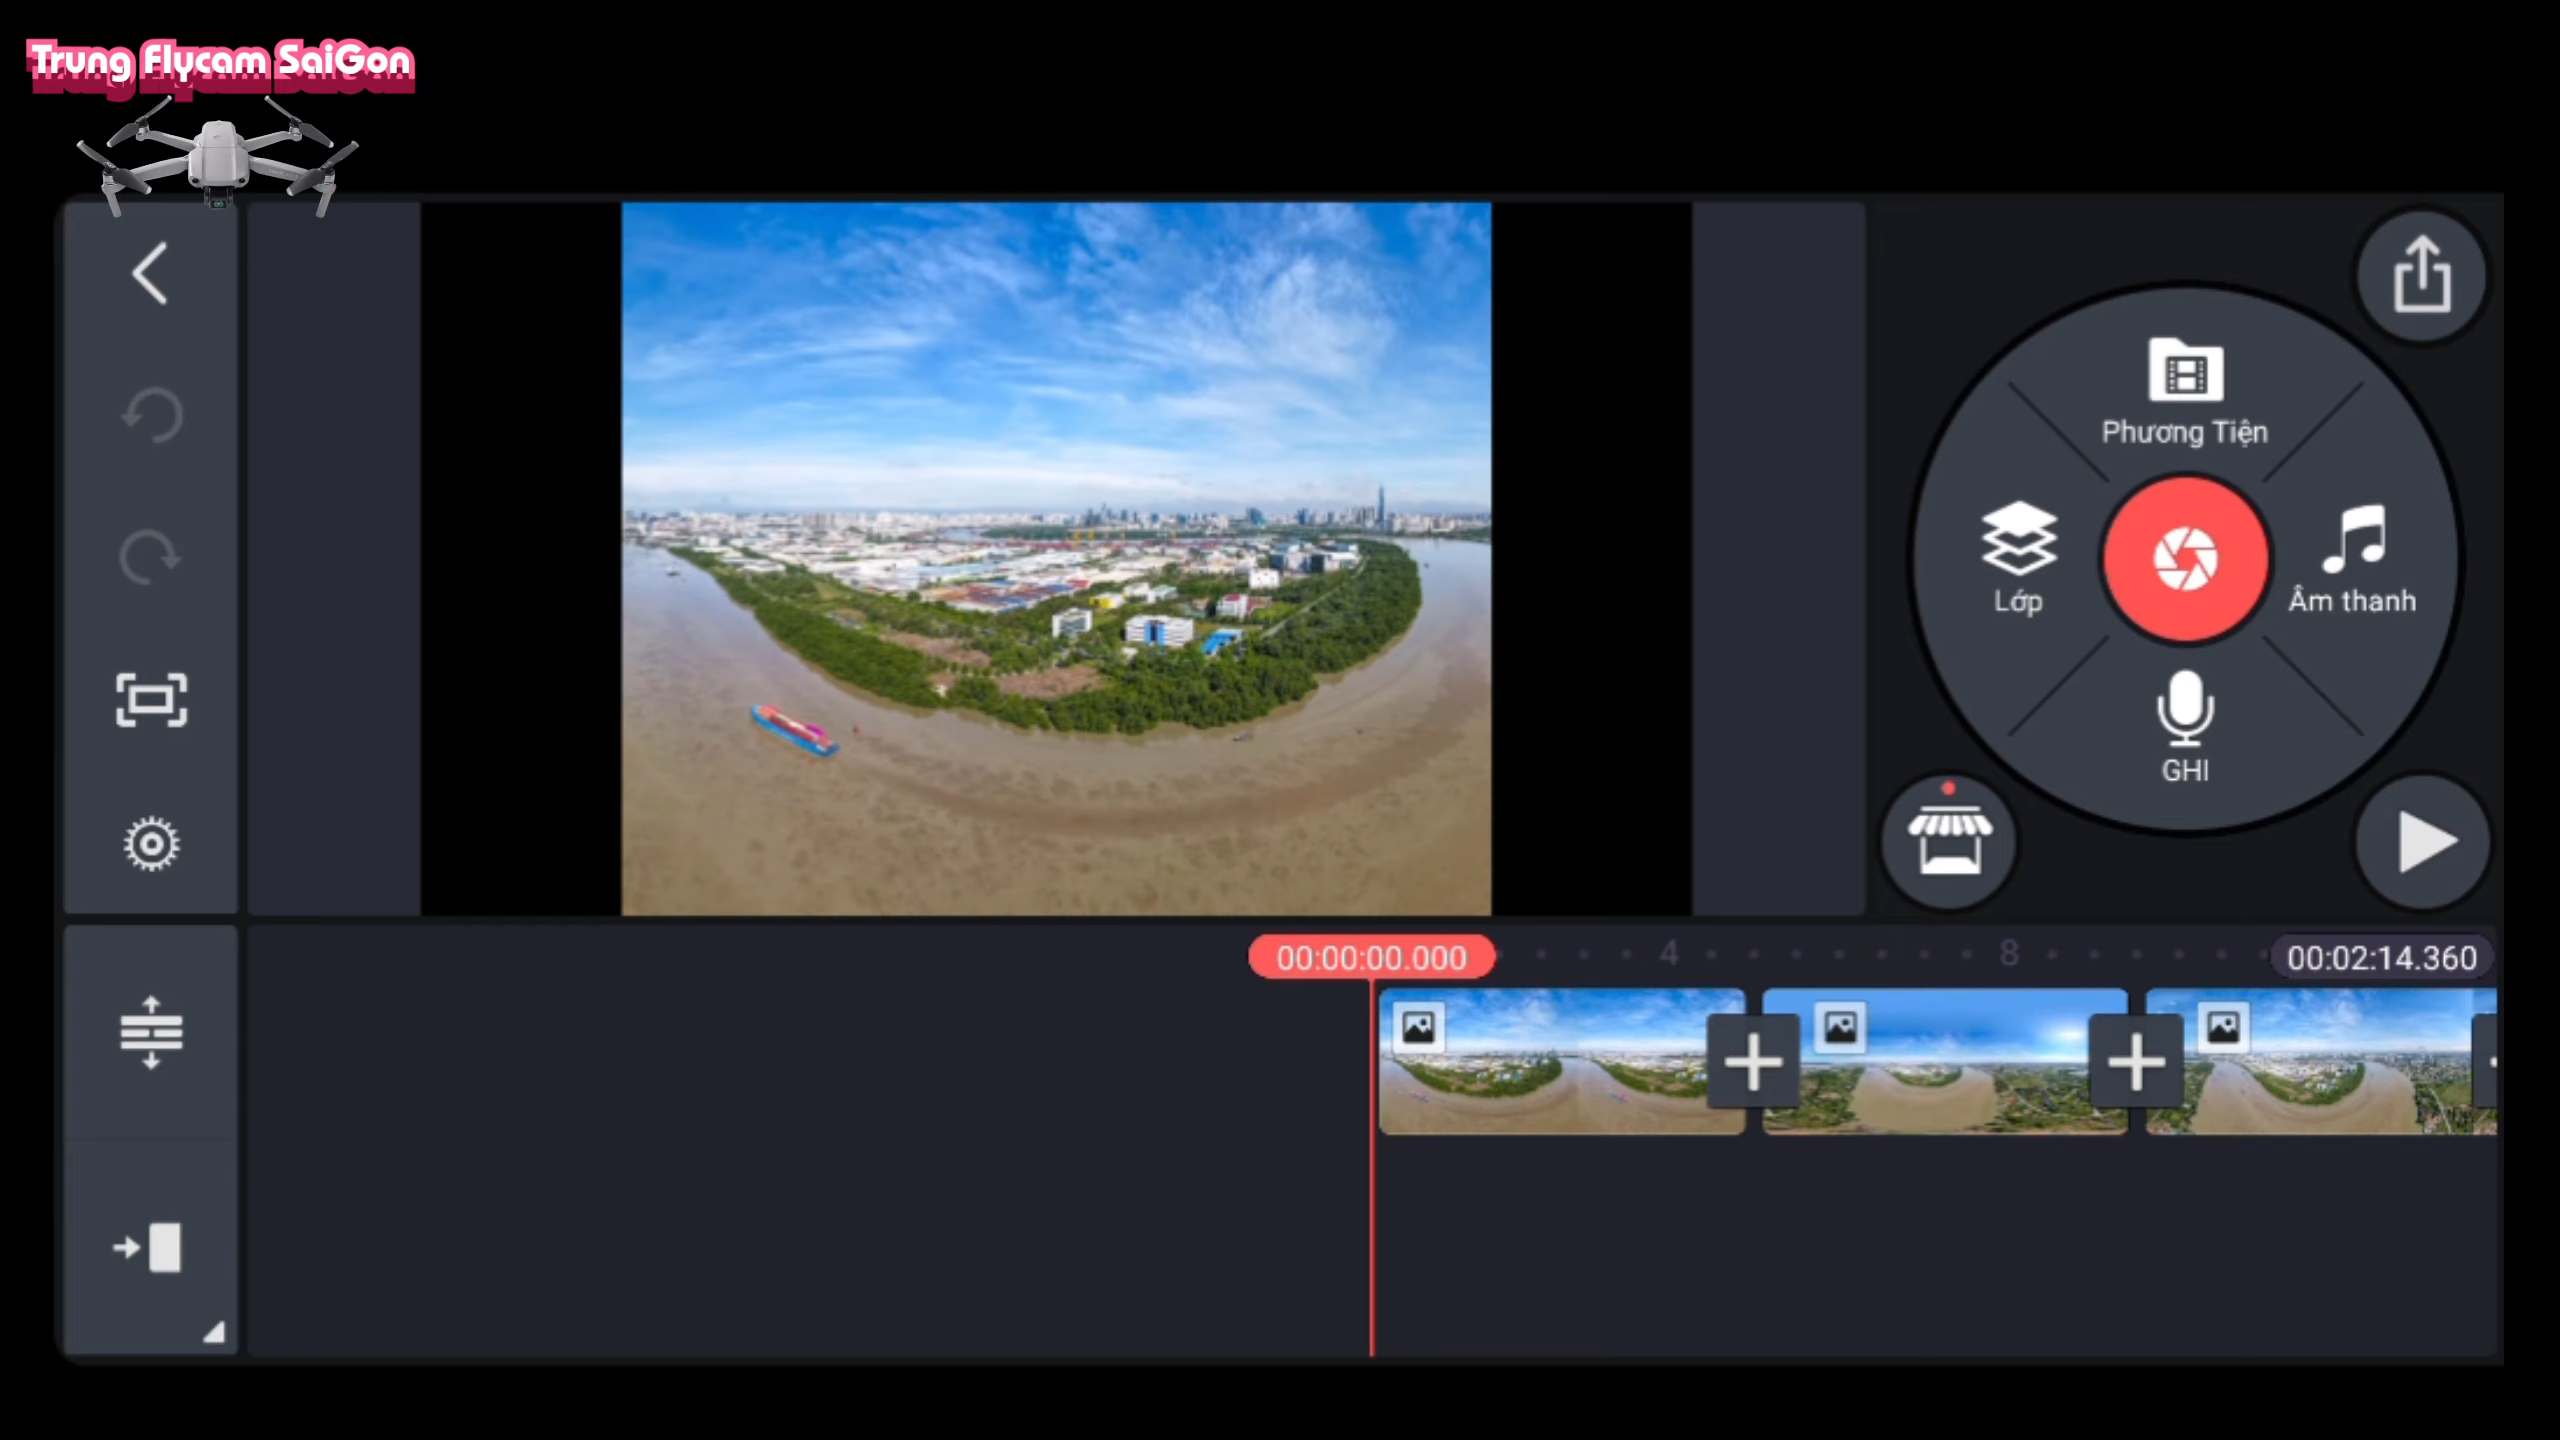 Trung Flycam SaiGon
Phương Tiện
Lớp
Âm thanh
GHI
00:00:00.000
4
8
00:02:14.360